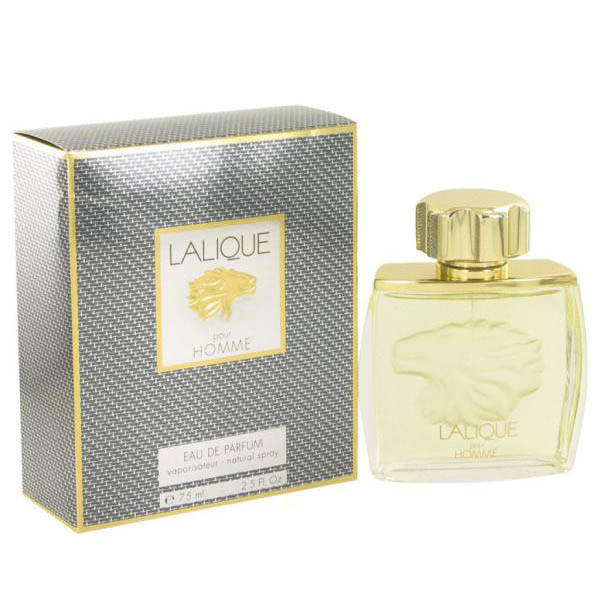 LALIQUE
pour
HOMME
EAU DE PARFUM
vaporisateur - natural spray
e 75 ml 2.5 Fl. Oz
LALIQUE
pour
HOMME